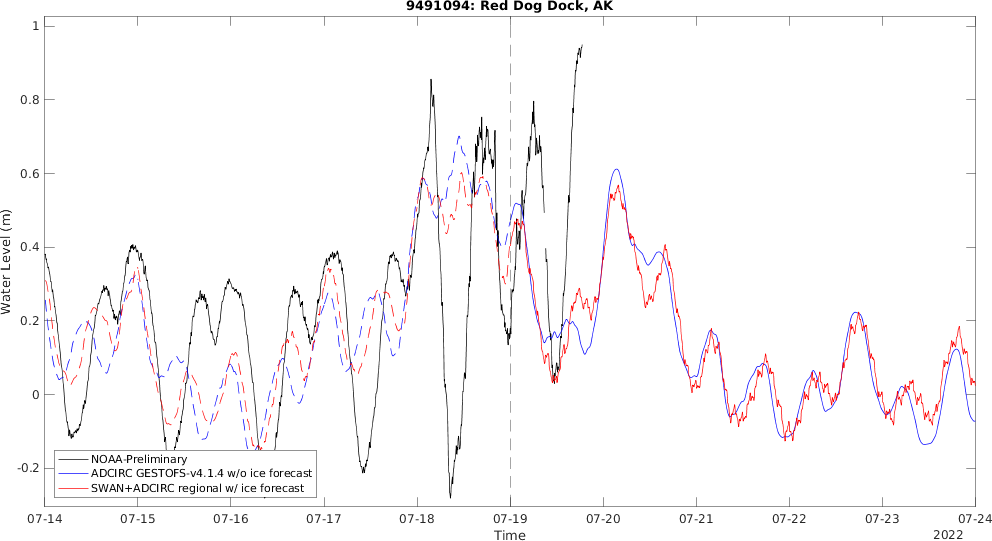 9491094: Red Dog Dock, AK
1
0.8
0.6
0.4
0.2
0
-0.2
Water Level (m)
NOAA-Preliminary
ADCIRC GESTOFS-v4.1.4 w/o ice forecast
SWAN+ADCIRC regional w/ ice forecast
07-14 07-15 07-16 07-17 07-18 07-19 07-20 07-21 07-22 07-23 07-24
Time
2022